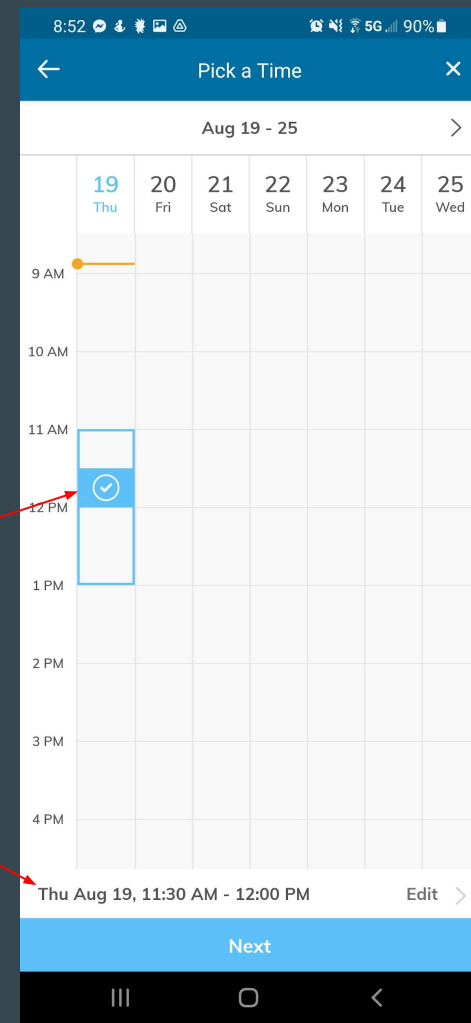 8:52 5G 90%
Pick a Time
Aug 19 - 25
19 20 21 22 23 24 25
Thu Fri Sat Sun Mon Tue Wed
9 AM
10 AM
11 AM
12 PM
1 PM
2 PM
3 PM
4 PM
Thu Aug 19, 11:30 AM - 12:00 PM Edit
Next